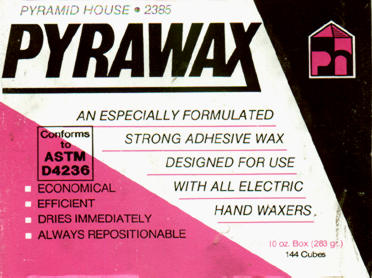 PYRAMID HOUSE • 2385
PYRAWAX
ph
AN ESPECIALLY FORMULATED
STRONG ADHESIVE WAX
DESIGNED FOR USE
WITH ALL ELECTRIC
HAND WAXERS.
Conforms
to
ASTM
D4236
■ ECONOMICAL
■ EFFICIENT
■ DRIES IMMEDIATELY
■ ALWAYS REPOSITIONABLE
10 oz. Box (283 gr.)
144 Cubes